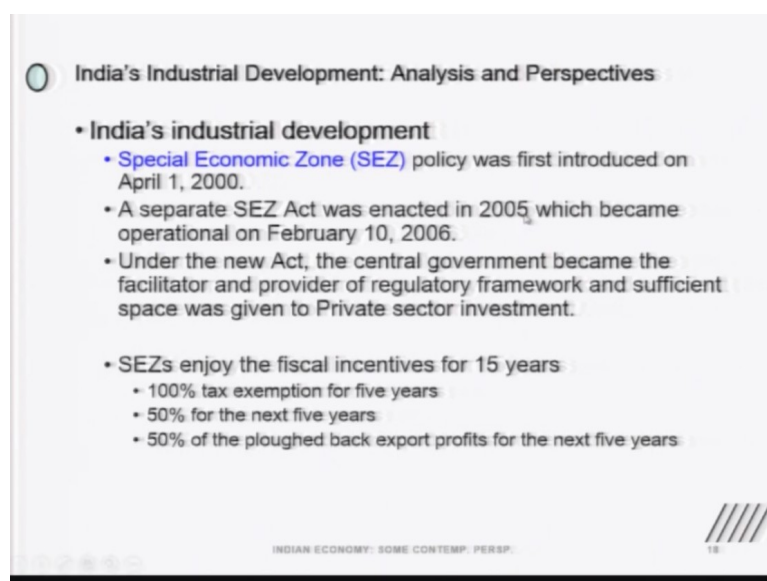 India's Industrial Development: Analysis and Perspectives
• India's industrial development
• Special Economic Zone (SEZ) policy was first introduced on
April 1, 2000.
• A separate SEZ Act was enacted in 2005 which became
operational on February 10, 2006.
• Under the new Act, the central government became the
facilitator and provider of regulatory framework and sufficient
space was given to Private sector investment.
• SEZs enjoy the fiscal incentives for 15 years
• 100% tax exemption for five years
• 50% for the next five years
• 50% of the ploughed back export profits for the next five years
INDIAN ECONOMY: SOME CONTEMP. PERSP.
18